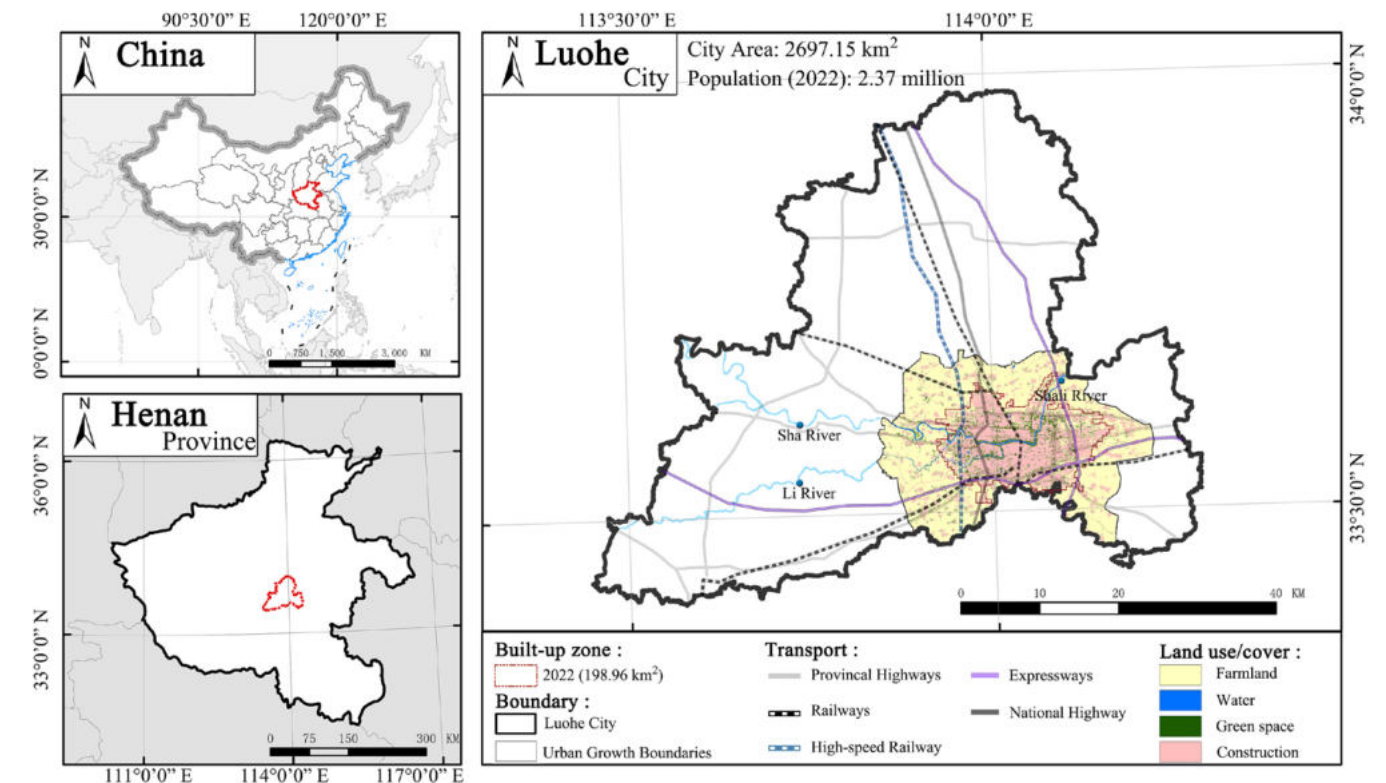 90°30'0'' E
120°0'0'' E
N
China
30°0'0'' N
0°0'0'' N
0 750 1,500 3,000 KM
N
Henan
Province
36°0'0'' N
33°0'0'' N
0 75 150 300 KM
111°0'0'' E
114°0'0'' E
117°0'0'' E
113°30'0'' E
114°0'0'' E
N
Luohe
City
City Area: 2697.15 km²
Population (2022): 2.37 million
34°0'0'' N
33°30'0'' N
Shali River
Sha River
Li River
0 10 20 40 KM
Built-up zone :
2022 (198.96 km²)
Boundary :
Luohe City
Urban Growth Boundaries
Transport :
Provincal Highways
Railways
High-speed Railway
Expressways
National Highway
Land use/cover :
Farmland
Water
Green space
Construction